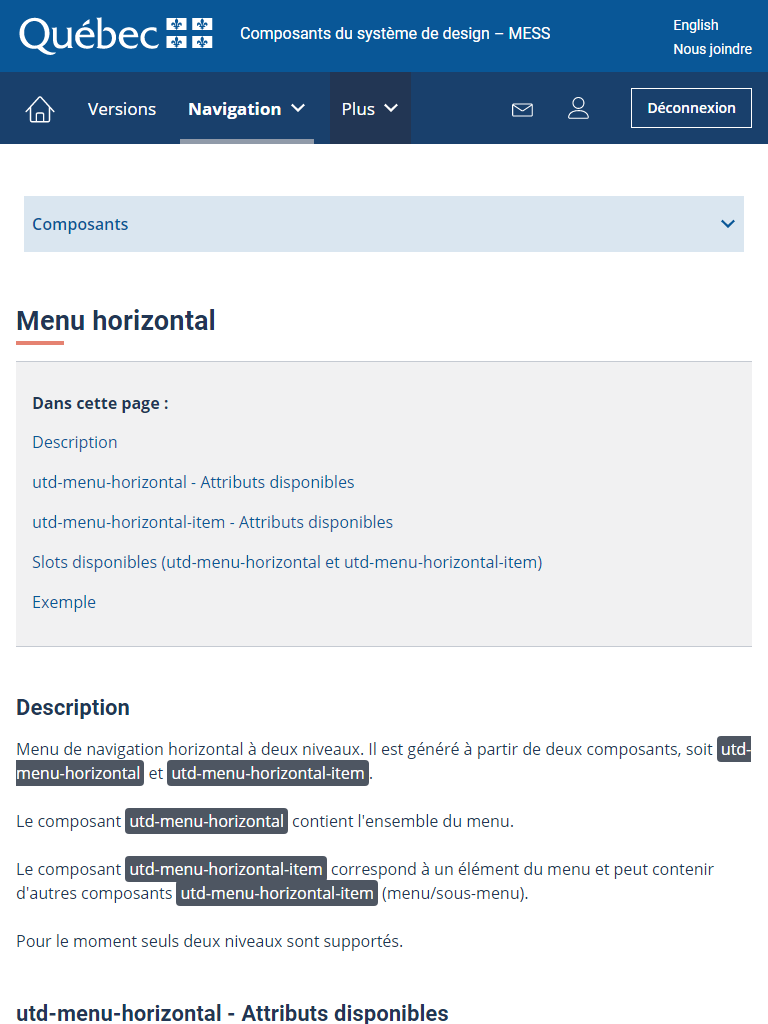 Québec
Composants du système de design – MESS
English
Nous joindre
Versions
Navigation
Plus
Déconnexion
Composants
Menu horizontal
Dans cette page :
Description
utd-menu-horizontal - Attributs disponibles
utd-menu-horizontal-item - Attributs disponibles
Slots disponibles (utd-menu-horizontal et utd-menu-horizontal-item)
Exemple
Description
Menu de navigation horizontal à deux niveaux. Il est généré à partir de deux composants, soit utd-
menu-horizontal et utd-menu-horizontal-item.
Le composant utd-menu-horizontal contient l'ensemble du menu.
Le composant utd-menu-horizontal-item correspond à un élément du menu et peut contenir
d'autres composants utd-menu-horizontal-item (menu/sous-menu).
Pour le moment seuls deux niveaux sont supportés.
utd-menu-horizontal - Attributs disponibles